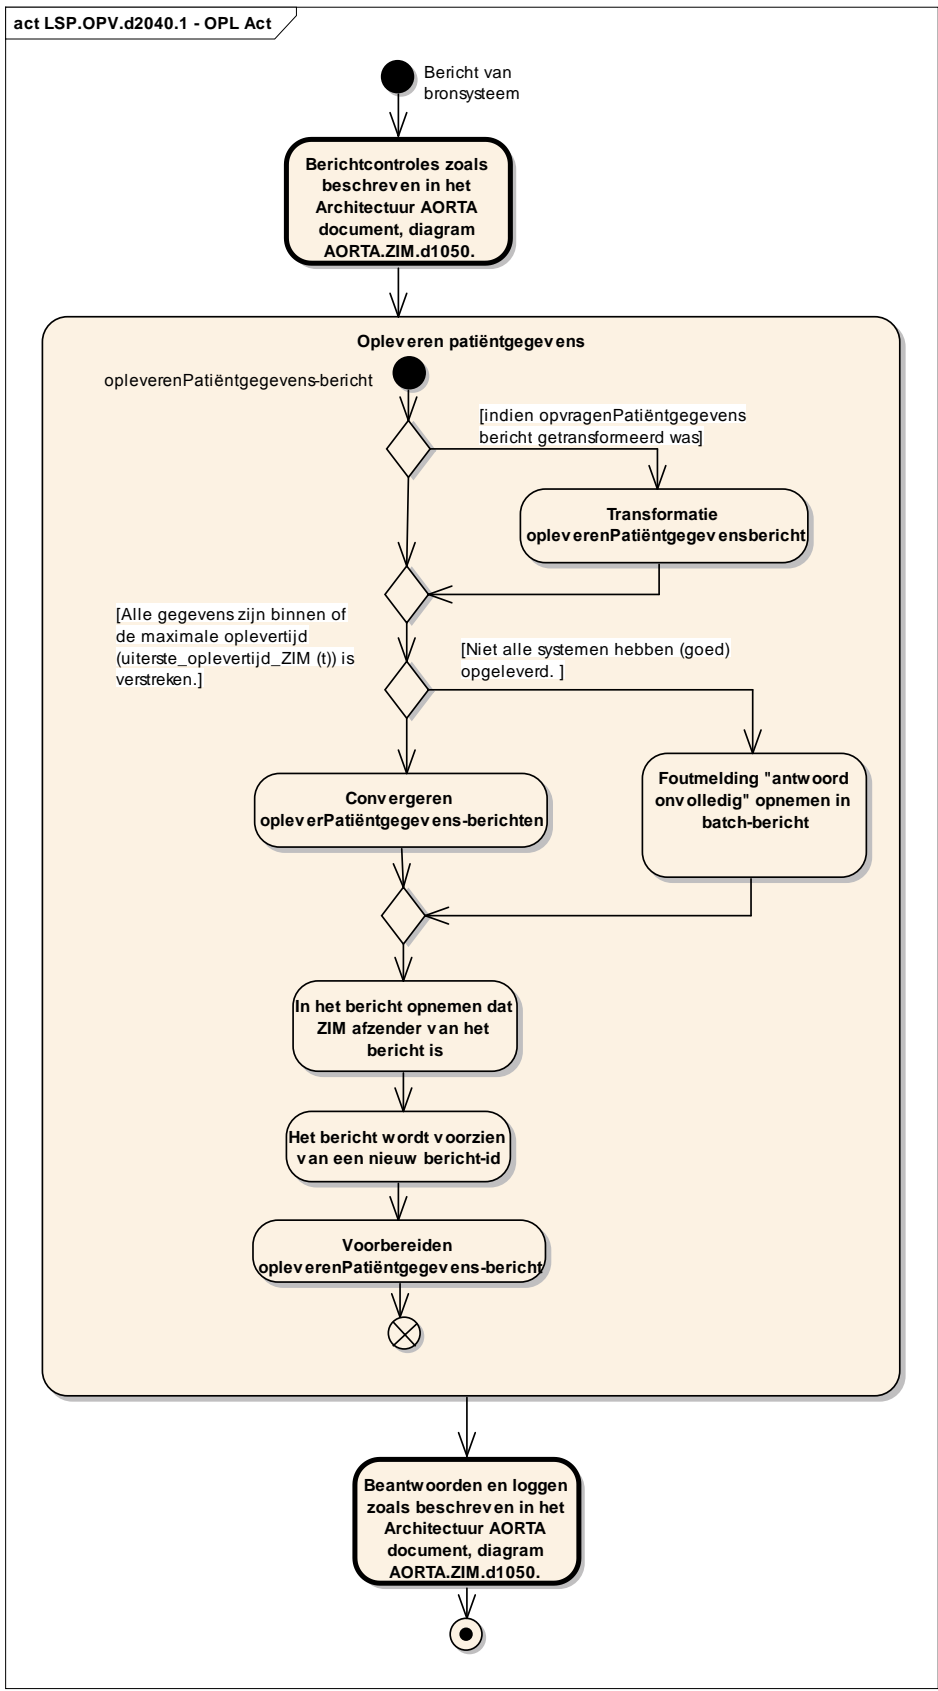 act LSP.OPV.d2040.1 - OPL Act
Bericht van
bronsysteem
Berichtcontroles zoals
beschreven in het
Architectuur AORTA
document, diagram
AORTA.ZIM.d1050.
Opleveren patiëntgegevens
opleverenPatiëntgegevens-bericht
[indien opvragenPatiëntgegevens
bericht getransformeerd was]
Transformatie
opleverenPatiëntgegevensbericht
[Alle gegevens zijn binnen of
de maximale oplevertijd
(uiterste_oplevertijd_ZIM (t)) is
verstreken.]
[Niet alle systemen hebben (goed)
opgeleverd. ]
Convergeren
opleverPatiëntgegevens-berichten
Foutmelding "antwoord
onvolledig" opnemen in
batch-bericht
In het bericht opnemen dat
ZIM afzender van het
bericht is
Het bericht wordt voorzien
van een nieuw bericht-id
Voorbereiden
opleverenPatiëntgegevens-bericht
Beantwoorden en loggen
zoals beschreven in het
Architectuur AORTA
document, diagram
AORTA.ZIM.d1050.